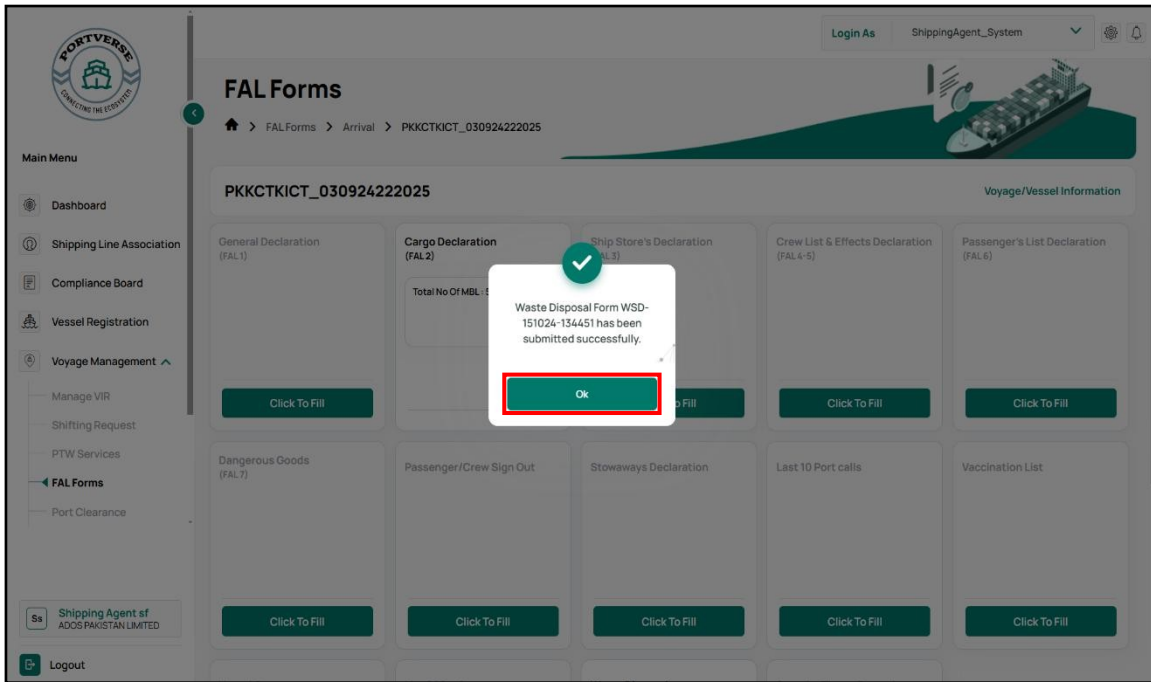 PORTVERSE
CONNECTING THE ECOSYSTEM
Login As ShippingAgent_System
FAL Forms
FAL Forms > Arrival > PKKCTKICT_030924222025
Main Menu
Dashboard
Shipping Line Association
Compliance Board
Vessel Registration
Voyage Management
Manage VIR
Shifting Request
PTW Services
FAL Forms
Port Clearance
Ss Shipping Agent sf
ADOS PAKISTAN LIMITED
Logout
PKKCTKICT_030924222025 Voyage/Vessel Information
General Declaration
(FAL 1)
Click To Fill
Cargo Declaration
(FAL 2)
Total No Of MBL :
Ship Store's Declaration
3)
Fill
Crew List & Effects Declaration
(FAL 4-5)
Click To Fill
Passenger's List Declaration
(FAL 6)
Click To Fill
Waste Disposal Form WSD-
151024-134451 has been
submitted successfully.
Ok
Dangerous Goods
(FAL 7)
Click To Fill
Passenger/Crew Sign Out
Click To Fill
Stowaways Declaration
Click To Fill
Last 10 Port calls
Click To Fill
Vaccination List
Click To Fill